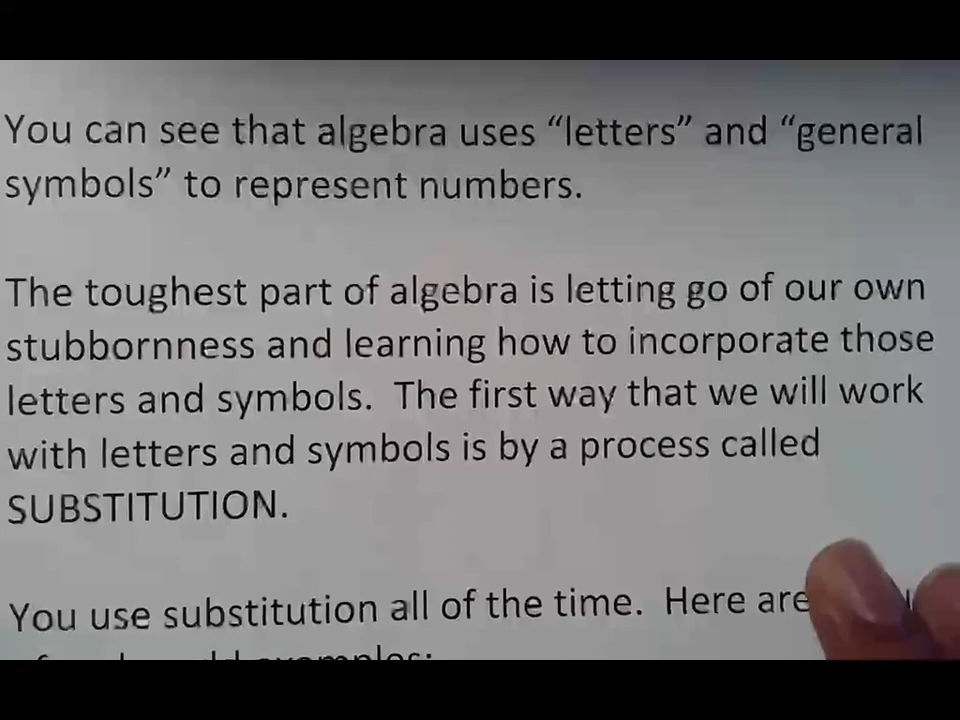 You can see that algebra uses “letters” and “general
symbols” to represent numbers.
The toughest part of algebra is letting go of our own
stubbornness and learning how to incorporate those
letters and symbols.  The first way that we will work
with letters and symbols is by a process called
SUBSTITUTION.
You use substitution all of the time.  Here are
examples: